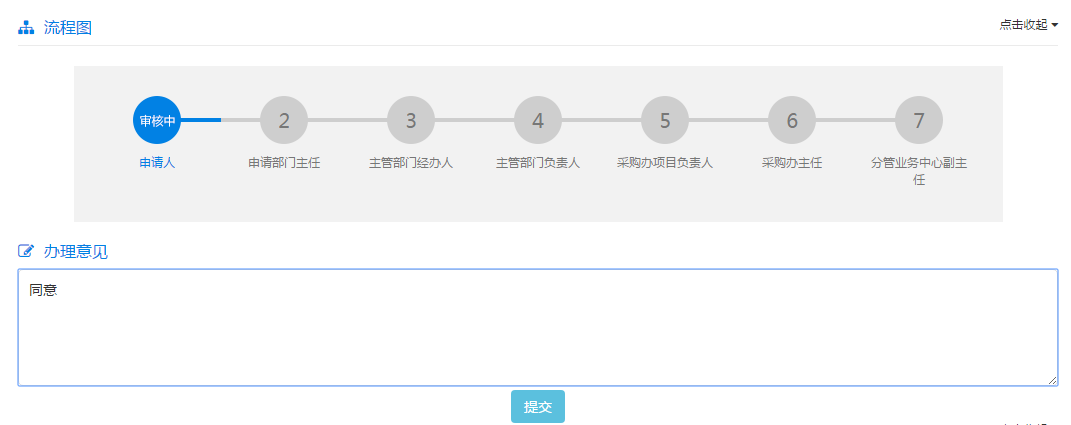 流程图
点击收起
审核中 2 3 4 5 6 7
申请人 申请部门主任 主管部门经办人 主管部门负责人 采购办项目负责人 采购办主任 分管业务中心副主
任
办理意见
同意
提交